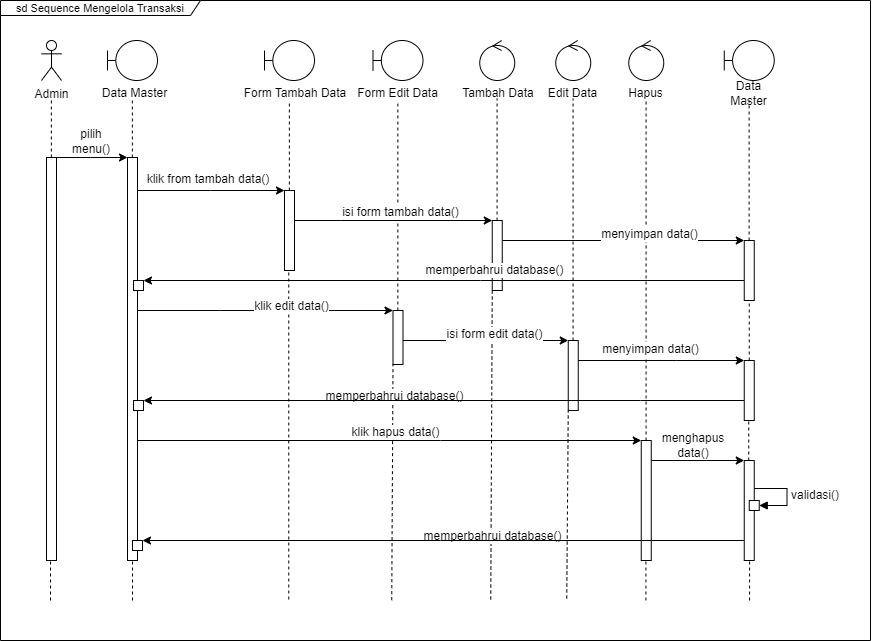 sd Sequence Mengelola Transaksi
Admin
Data Master
Form Tambah Data
Form Edit Data
Tambah Data
Edit Data
Hapus
Data
Master
pilih
menu()
klik from tambah data()
isi form tambah data()
menyimpan data()
memperbahrui database()
klik edit data()
isi form edit data()
menyimpan data()
memperbahrui database()
klik hapus data()
menghapus
data()
validasi()
memperbahrui database()